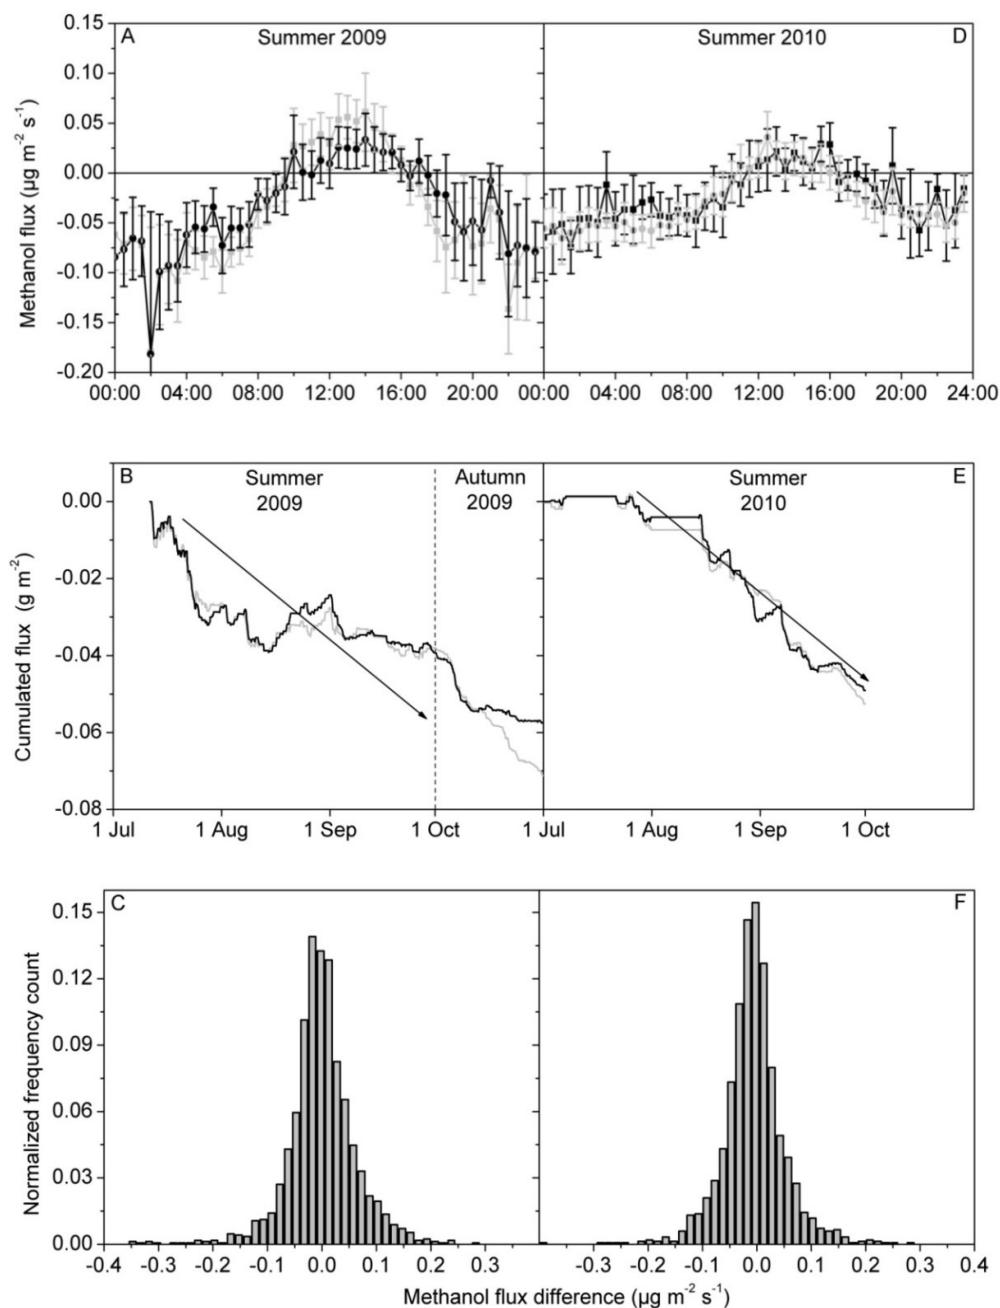 A
Summer 2009
Summer 2010
D
0.15
0.10
0.05
0.00
-0.05
-0.10
-0.15
-0.20
Methanol flux (µg m⁻² s⁻¹)
00:00 04:00 08:00 12:00 16:00 20:00 00:00 04:00 08:00 12:00 16:00 20:00 24:00
B
Summer
2009
Autumn
2009
Summer
2010
E
0.00
-0.02
-0.04
-0.06
-0.08
Cumulated flux (g m⁻²)
1 Jul 1 Aug 1 Sep 1 Oct 1 Jul 1 Aug 1 Sep 1 Oct
C
F
0.15
0.12
0.09
0.06
0.03
0.00
Normalized frequency count
-0.4 -0.3 -0.2 -0.1 0.0 0.1 0.2 0.3 -0.3 -0.2 -0.1 0.0 0.1 0.2 0.3 0.4
Methanol flux difference (µg m⁻² s⁻¹)